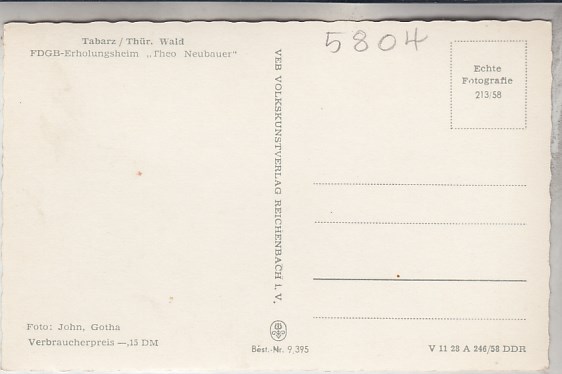 Tabarz / Thür. Wald
FDGB-Erholungsheim „Theo Neubauer"
5804
Echte
Fotografie
213/58
VEB VOLKSKUNSTVERLAG REICHENBACH i. V.
Foto: John, Gotha
Verbraucherpreis —,15 DM
Best.-Nr. 9,395
V 11 28 A 246/58 DDR